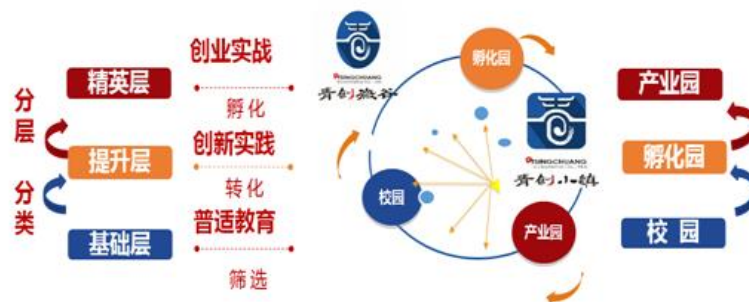 分层
分类
精英层
提升层
基础层
创业实战
孵化
创新实践
转化
普适教育
筛选
QINGCHUANG
青创燕谷
孵化园
QINGCHUANG
青创小镇
校园
产业园
产业园
孵化园
校 园